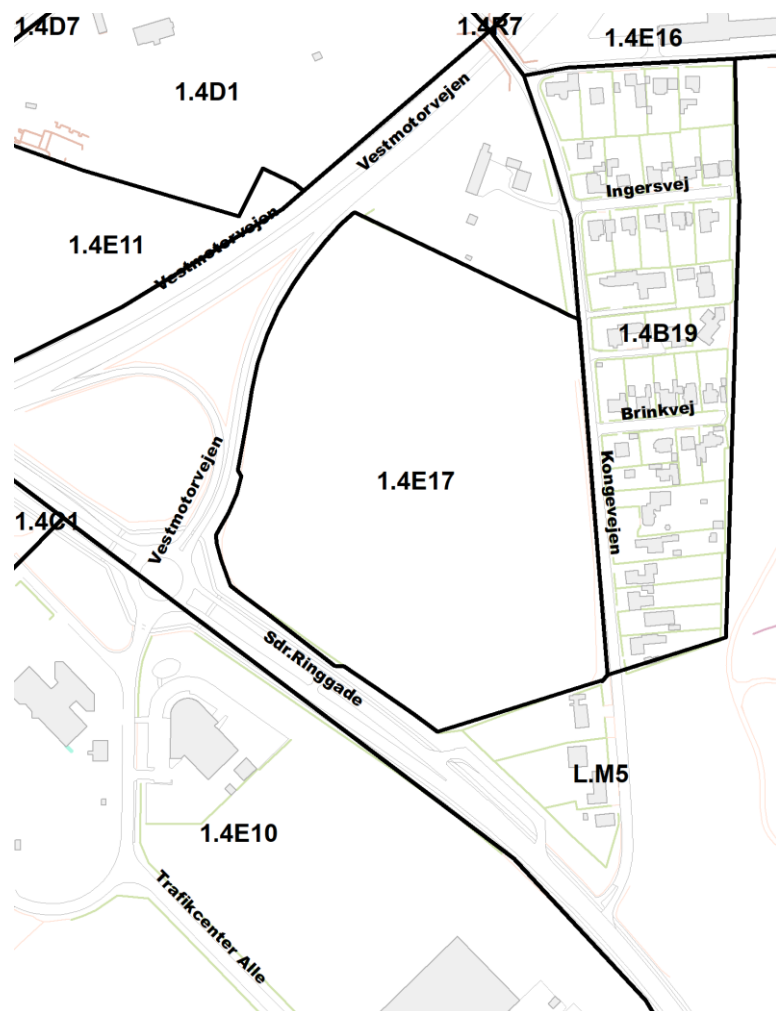 1.4D7
1.4R7
1.4E16
1.4D1
Vestmotorvejen
Ingersvej
1.4E11
Vestmotorvejen
1.4B19
Brinkvej
1.4E17
Kongevejen
Vestmotorvejen
1.4C1
Sdr.Ringgade
L.M5
1.4E10
Trafikcenter Alle